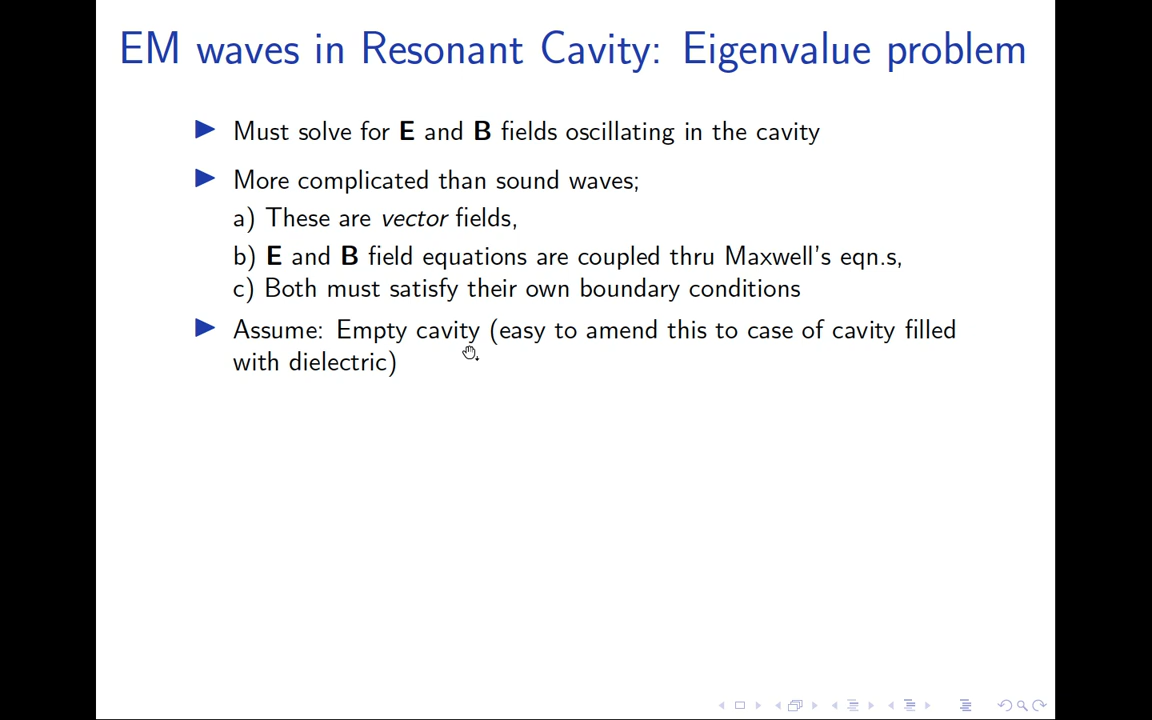 EM waves in Resonant Cavity: Eigenvalue problem
Must solve for E and B fields oscillating in the cavity
More complicated than sound waves;
a) These are vector fields,
b) E and B field equations are coupled thru Maxwell's eqn.s,
c) Both must satisfy their own boundary conditions
Assume: Empty cavity (easy to amend this to case of cavity filled
with dielectric)